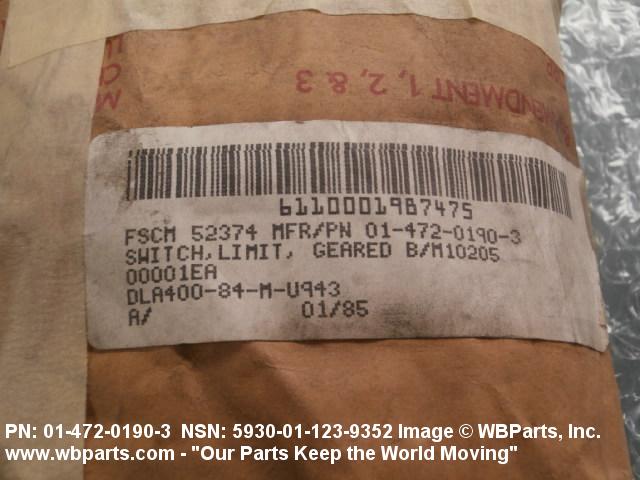 AMENDMENT 1, 2, & 3
6110001987475
FSCM 52374 MFR/PN 01-472-0190-3
SWITCH,LIMIT, GEARED B/M10205
00001EA
DLA400-84-M-U943
A/ 01/85
PN: 01-472-0190-3 NSN: 5930-01-123-9352 Image © WBParts, Inc.
www.wbparts.com - "Our Parts Keep the World Moving"